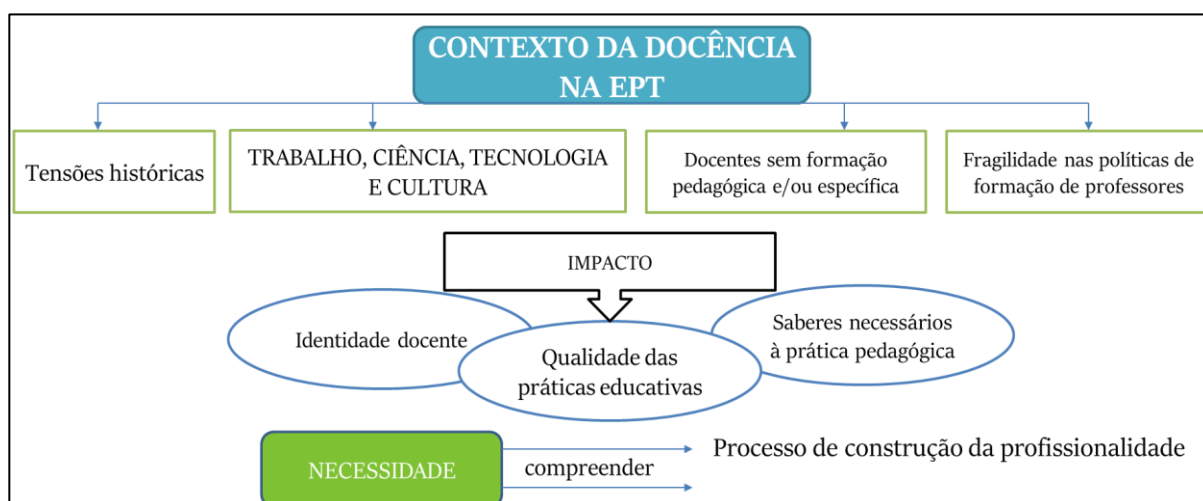 CONTEXTO DA DOCÊNCIA
NA EPT
Tensões históricas
TRABALHO, CIÊNCIA, TECNOLOGIA
E CULTURA
Docentes sem formação
pedagógica e/ou específica
Fragilidade nas políticas de
formação de professores
IMPACTO
Identidade docente
Qualidade das
práticas educativas
Saberes necessários
à prática pedagógica
NECESSIDADE
compreender
Processo de construção da profissionalidade